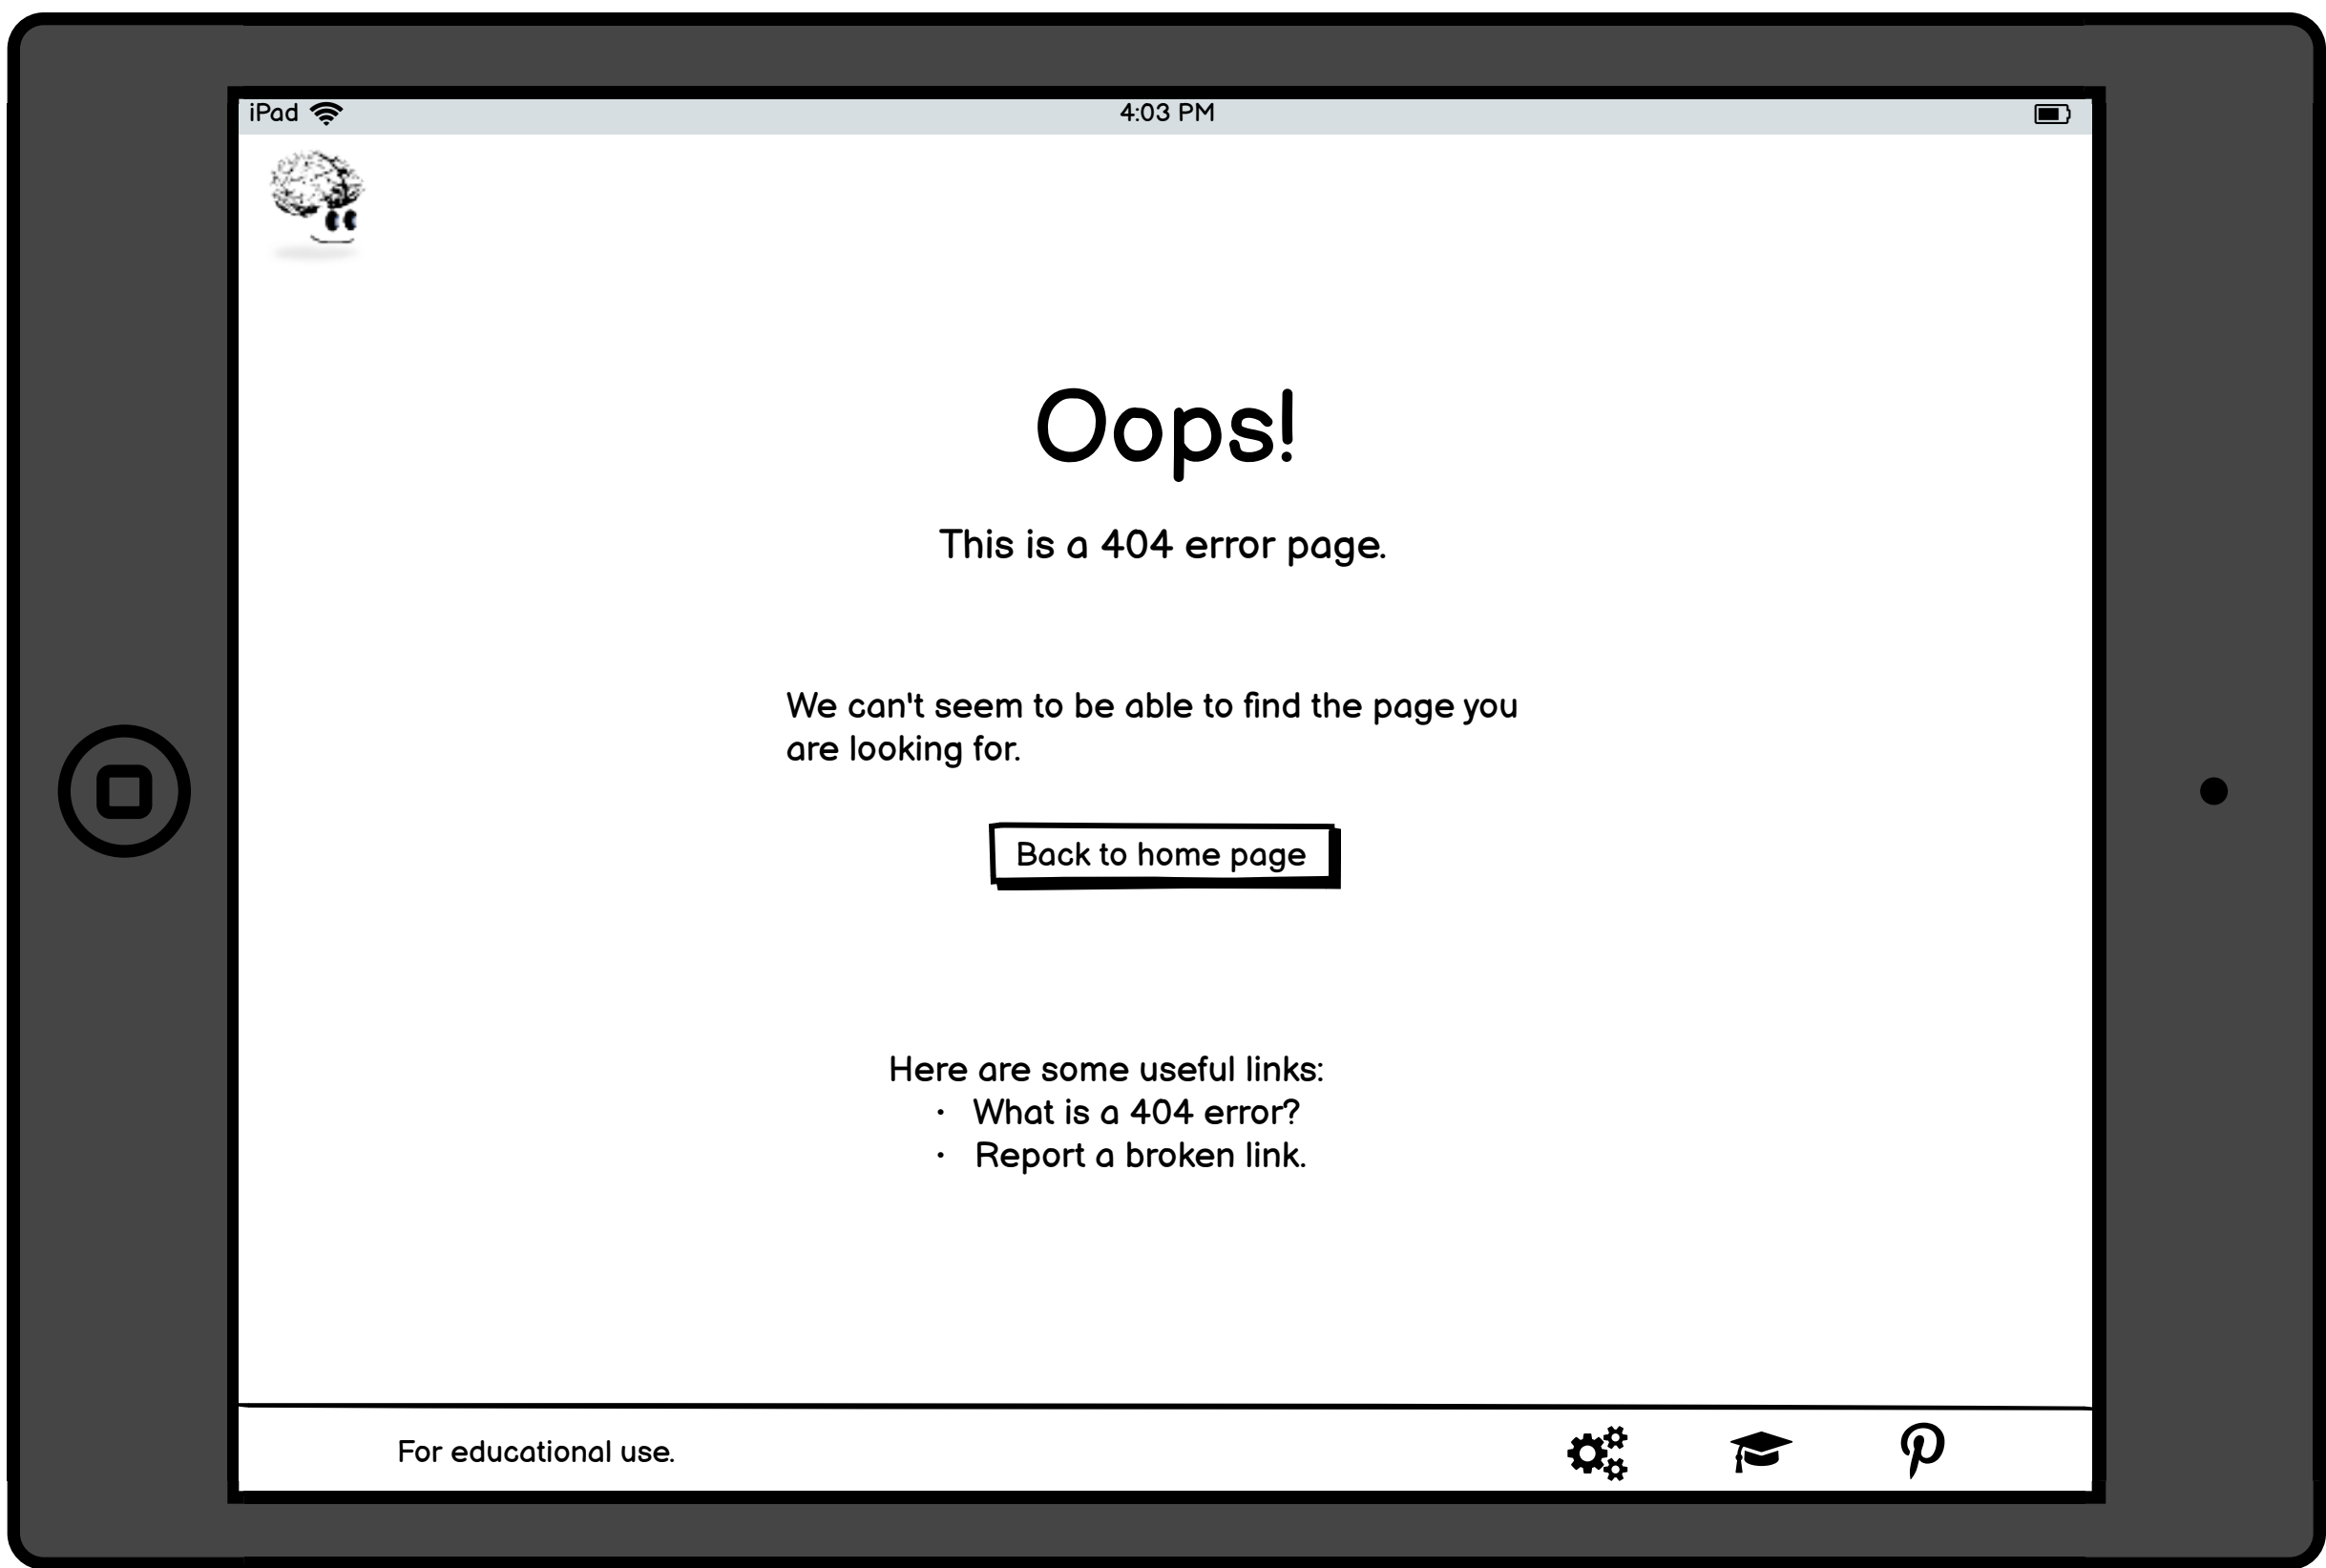 iPad
4:03 PM
Oops!
This is a 404 error page.
We can't seem to be able to find the page you
are looking for.
Back to home page
Here are some useful links:
• What is a 404 error?
• Report a broken link.
For educational use.